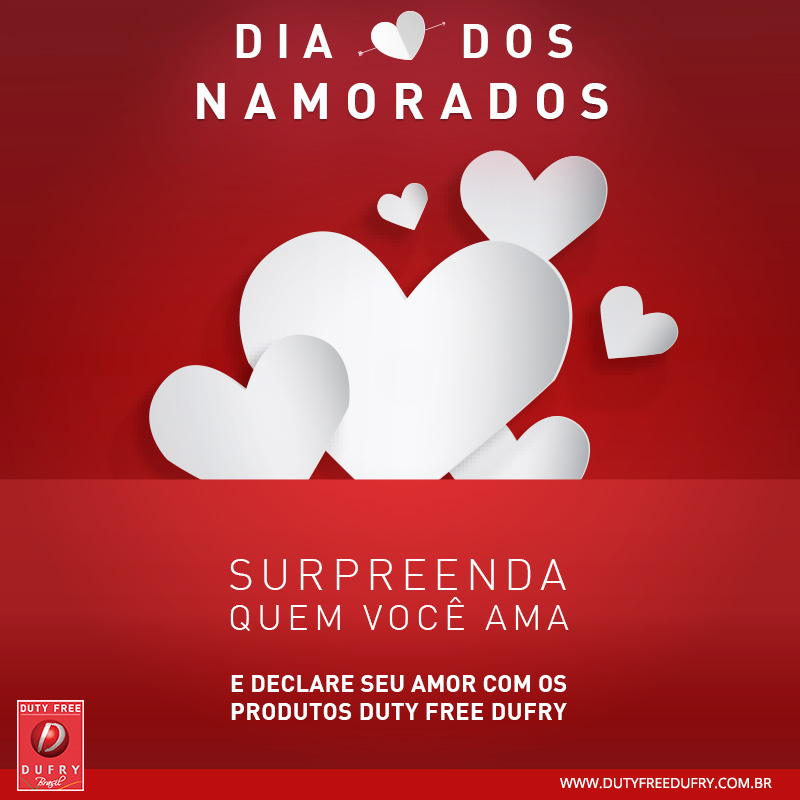 DIA DOS
NAMORADOS
SURPREENDA
QUEM VOCÊ AMA
E DECLARE SEU AMOR COM OS
PRODUTOS DUTY FREE DUFRY
DUTY FREE
DUFRY
Brasil
WWW.DUTYFREEDUFRY.COM.BR